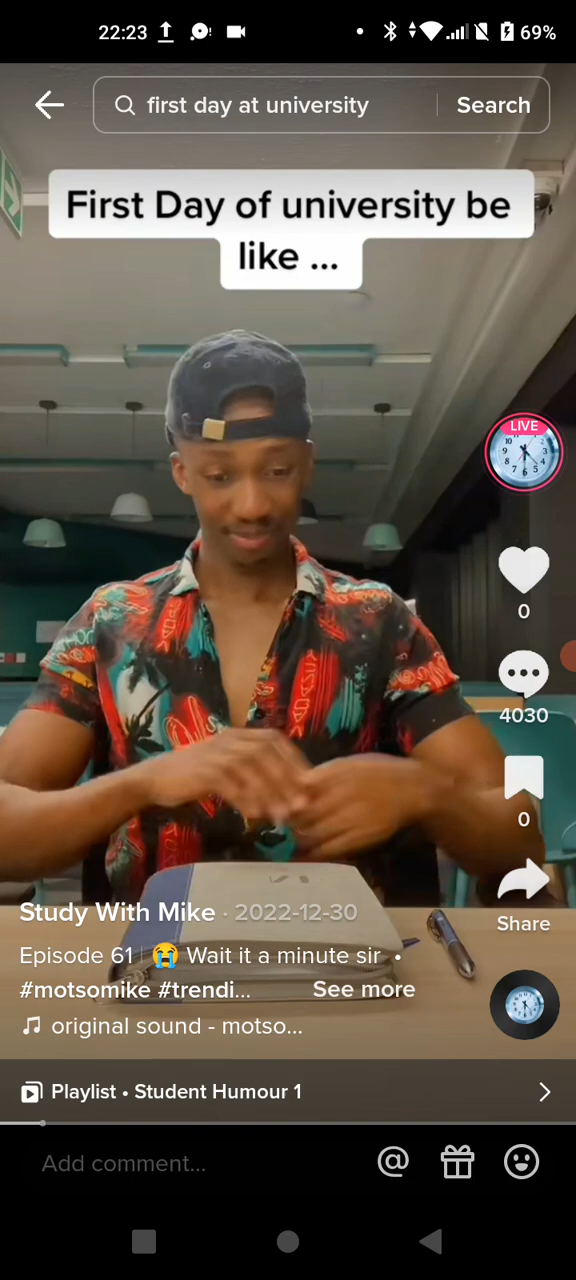 22:23
69%
first day at university
Search
First Day of university be
like ...
LIVE
0
4030
0
Share
Study With Mike · 2022-12-30
Episode 61 😭 Wait it a minute sir •
#motsomike #trendi... See more
original sound - motso...
Playlist • Student Humour 1
Add comment...